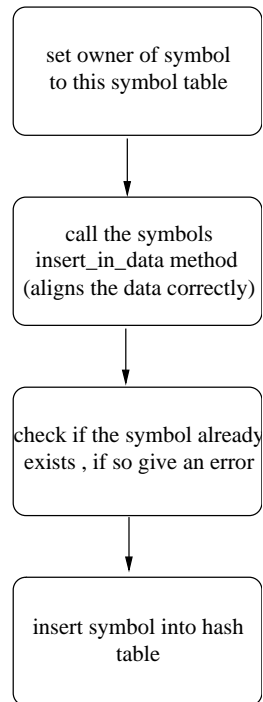 set owner of symbol
to this symbol table
call the symbols
insert_in_data method
(aligns the data correctly)
check if the symbol already
exists , if so give an error
insert symbol into hash
table